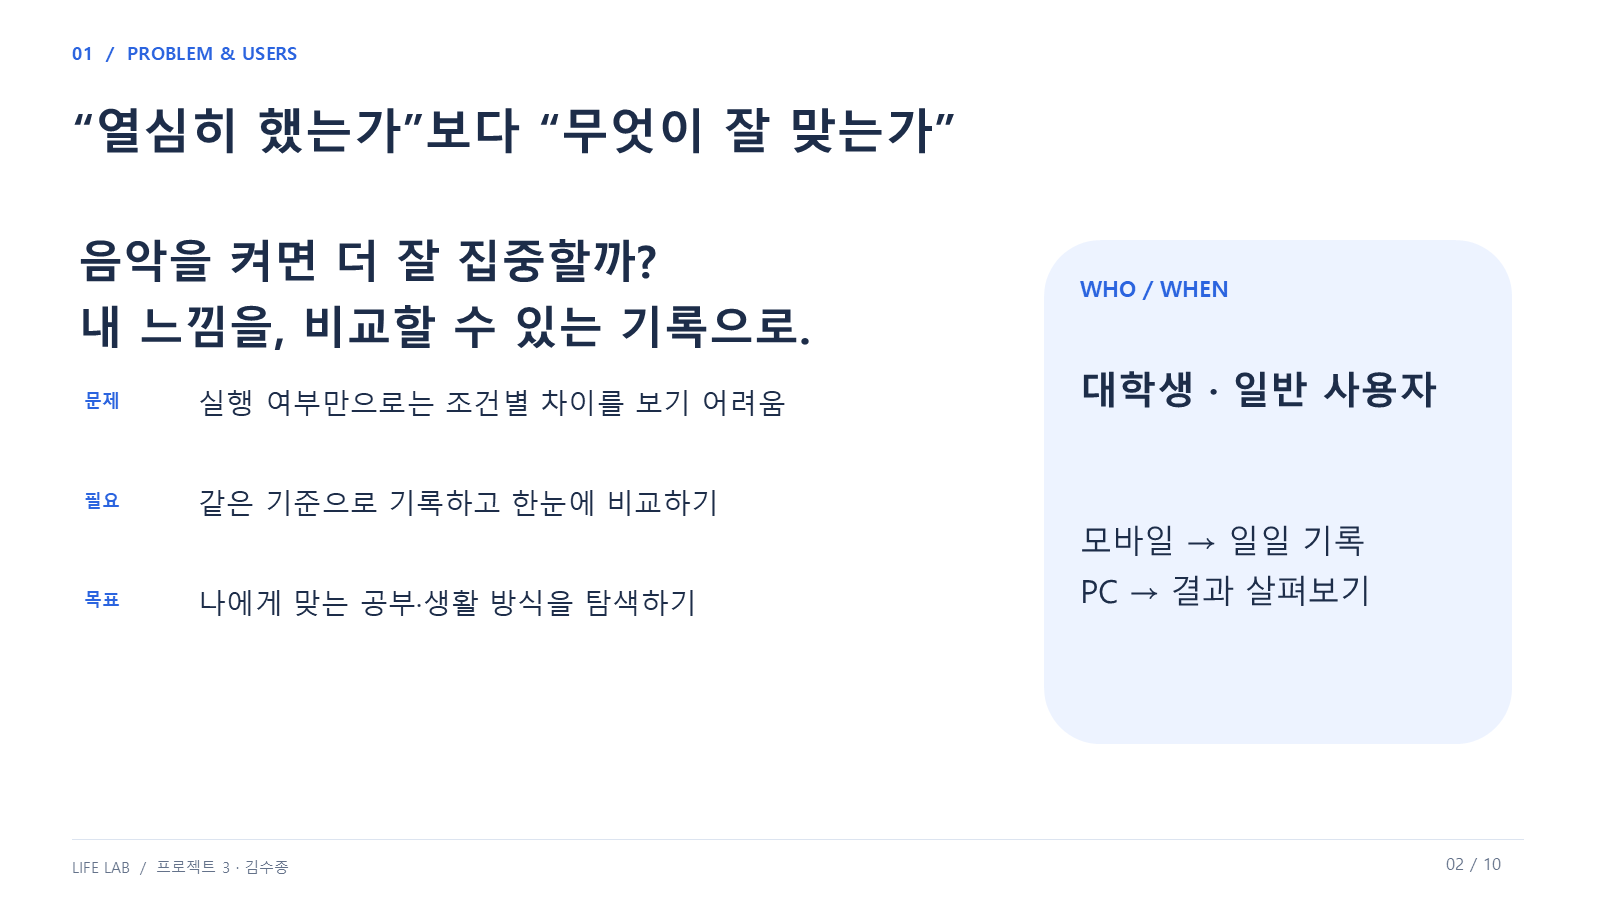 01 / PROBLEM & USERS
“열심히 했는가”보다 “무엇이 잘 맞는가”
음악을 켜면 더 잘 집중할까?
내 느낌을, 비교할 수 있는 기록으로.
문제 실행 여부만으로는 조건별 차이를 보기 어려움
필요 같은 기준으로 기록하고 한눈에 비교하기
목표 나에게 맞는 공부·생활 방식을 탐색하기
WHO / WHEN
대학생 · 일반 사용자
모바일 → 일일 기록
PC → 결과 살펴보기
LIFE LAB / 프로젝트 3 · 김수종
02 / 10